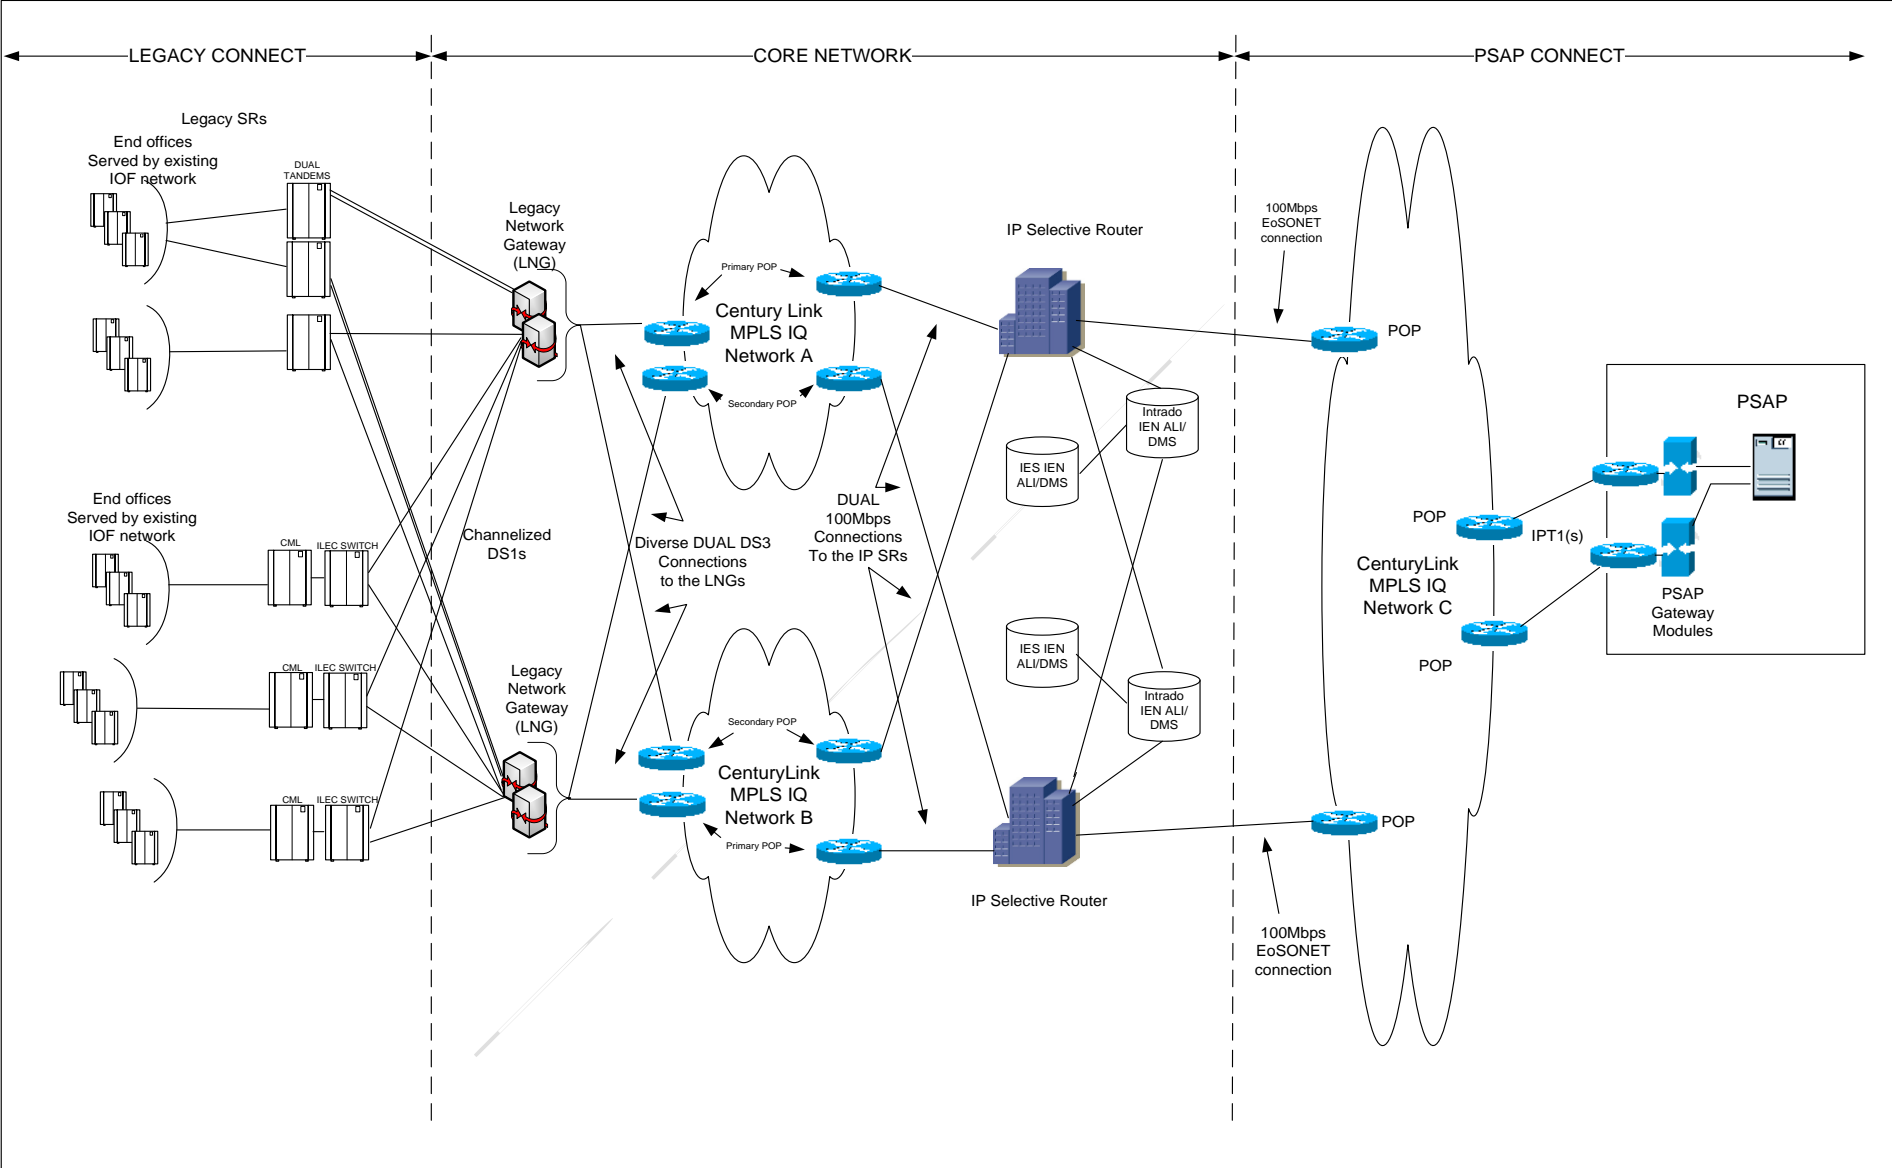 LEGACY CONNECT
CORE NETWORK
PSAP CONNECT
Legacy SRs
End offices
Served by existing
IOF network
DUAL
TANDEMS
End offices
Served by existing
IOF network
CML
ILEC SWITCH
CML
ILEC SWITCH
CML
ILEC SWITCH
Channelized
DS1s
Legacy
Network
Gateway
(LNG)
Legacy
Network
Gateway
(LNG)
Primary POP
Century Link
MPLS IQ
Network A
Secondary POP
Diverse DUAL DS3
Connections
to the LNGs
DUAL
100Mbps
Connections
To the IP SRs
Secondary POP
CenturyLink
MPLS IQ
Network B
Primary POP
IP Selective Router
Intrado
IEN ALI/
DMS
IES IEN
ALI/DMS
IES IEN
ALI/DMS
Intrado
IEN ALI/
DMS
IP Selective Router
100Mbps
EoSONET
connection
POP
POP
IPT1(s)
CenturyLink
MPLS IQ
Network C
POP
POP
100Mbps
EoSONET
connection
PSAP
PSAP
Gateway
Modules